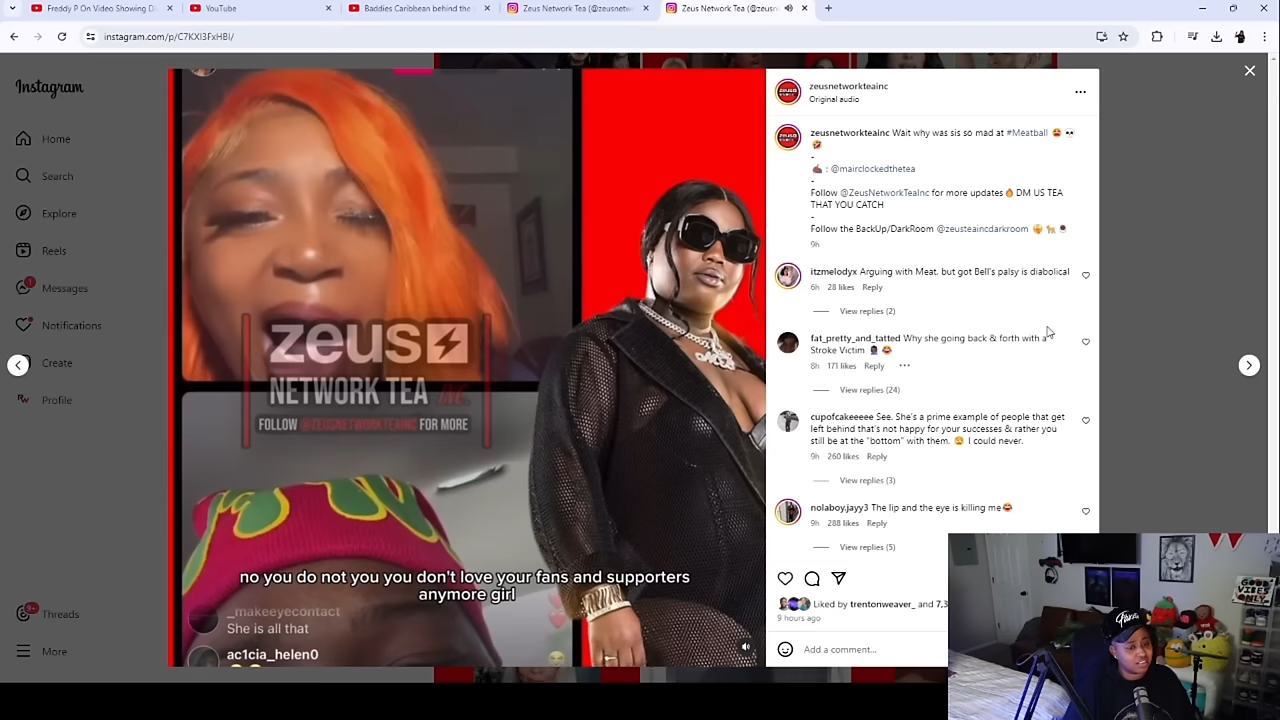 Freddy P On Video Showing Di
YouTube
Baddies Caribbean behind the
Zeus Network Tea (@zeusnetw
Zeus Network Tea (@zeusn
instagram.com/p/C7KXl3FxHBl/
Instagram
Home
Search
Explore
Reels
1
Messages
Notifications
Create
Profile
9+
Threads
More
zeus
NETWORK TEA INC.
FOLLOW @ZEUSNETWORKTEAINC FOR MORE
no you do not you you don't love your fans and supporters
anymore girl
_makeeyecontact
She is all that
ac1cia_helen0
zeusnetworkteainc
Original audio
zeusnetworkteainc Wait why was sis so mad at #Meatball 🤩 💀
🤣
-
👍🏾 : @mairclockedthetea
-
Follow @ZeusNetworkTeaInc for more updates🔥 DM US TEA
THAT YOU CATCH
-
Follow the BackUp/DarkRoom @zeusteaincdarkroom
9h
itzmelodyx Arguing with Meat, but got Bell's palsy is diabolical
6h 28 likes Reply
View replies (2)
fat_pretty_and_tatted Why she going back & forth with a
Stroke Victim 🤦🏿‍♀️ 😂
8h 171 likes Reply
View replies (24)
cupofcakeeeee See. She's a prime example of people that get
left behind that's not happy for your successes & rather you
still be at the "bottom" with them. 😩 I could never.
9h 260 likes Reply
View replies (3)
nolaboy.jayy3 The lip and the eye is killing me😂
9h 288 likes Reply
View replies (5)
Liked by trentonweaver_ and 7,3
9 hours ago
Add a comment...
GOOD
VIBES
ONLY